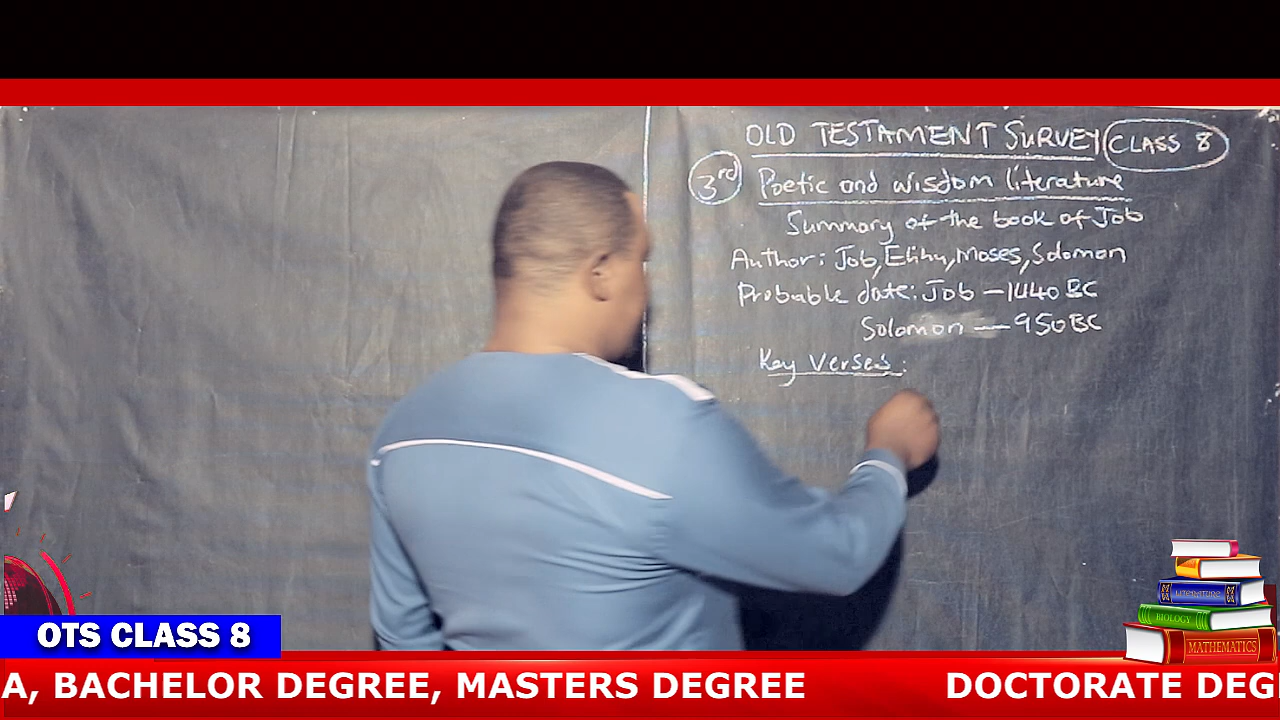 OLD TESTAMENT SURVEY CLASS 8
3rd Poetic and wisdom literature
Summary of the book of Job
Author: Job, Elihu, Moses, Solomon
Probable date: Job - 1440 BC
Solomon - 950 BC
Key Verses:
LITERATURE
BIOLOGY
MATHEMATICS
OTS CLASS 8
A, BACHELOR DEGREE, MASTERS DEGREE DOCTORATE DEG